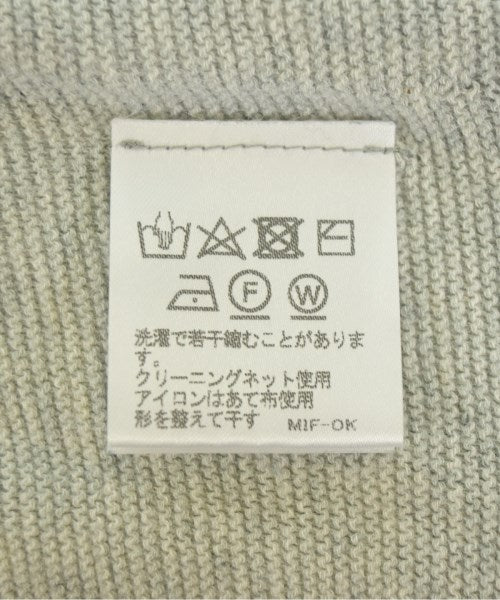 F W
洗濯で若干縮むことがありま
す。
クリーニングネット使用
アイロンはあて布使用
形を整えて干す MIF-OK